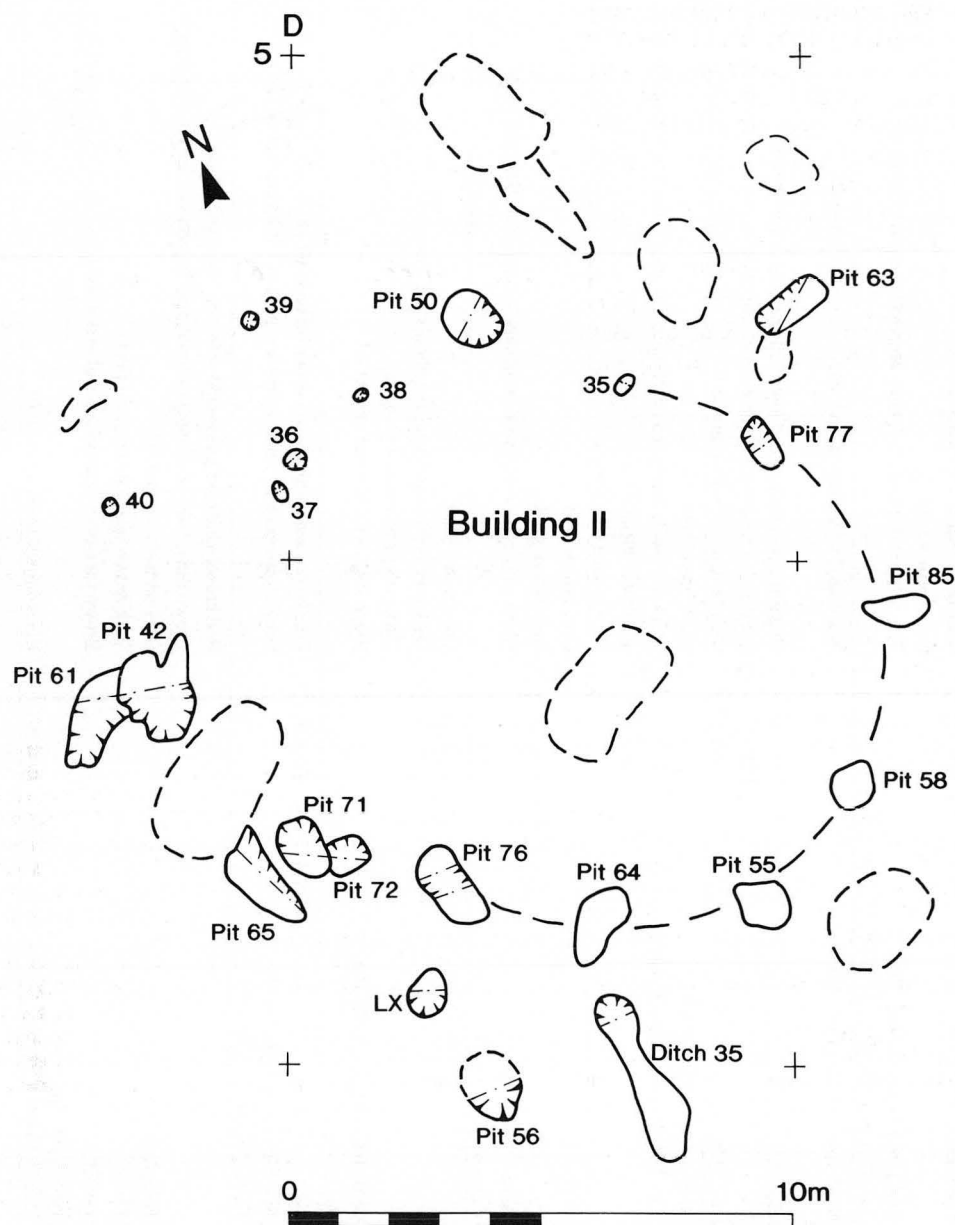 D
5
N
39
Pit 50
Pit 63
38
35
36
Pit 77
40
37
Building II
Pit 85
Pit 42
Pit 61
Pit 58
Pit 71
Pit 76
Pit 64
Pit 55
Pit 72
Pit 65
LX
Ditch 35
Pit 56
0
10m